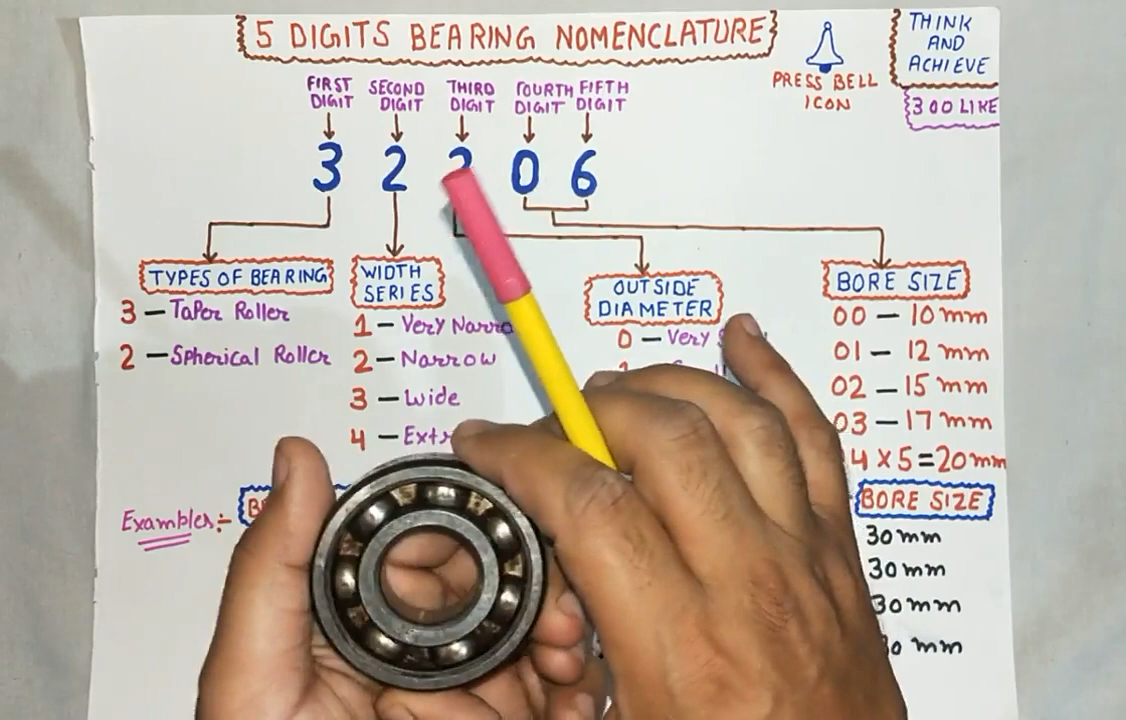 5 DIGITS BEARING NOMENCLATURE
PRESS BELL
ICON
THINK
AND
ACHIEVE
300 LIKE
FIRST
DIGIT
SECOND
DIGIT
THIRD
DIGIT
FOURTH
DIGIT
FIFTH
DIGIT
3 2 0 6
TYPES OF BEARING
3 – TaPer Roller
2 – Spherical Roller
WIDTH
SERIES
1 – Very
2 – Narrow
3 – Wide
4 –
OUTSIDE
DIAMETER
0 – Very
BORE SIZE
00 – 10 mm
01 – 12 mm
02 – 15 mm
03 – 17 mm
4 X 5 = 20 mm
Examples:-
BORE SIZE
30 mm
30 mm
30 mm
mm